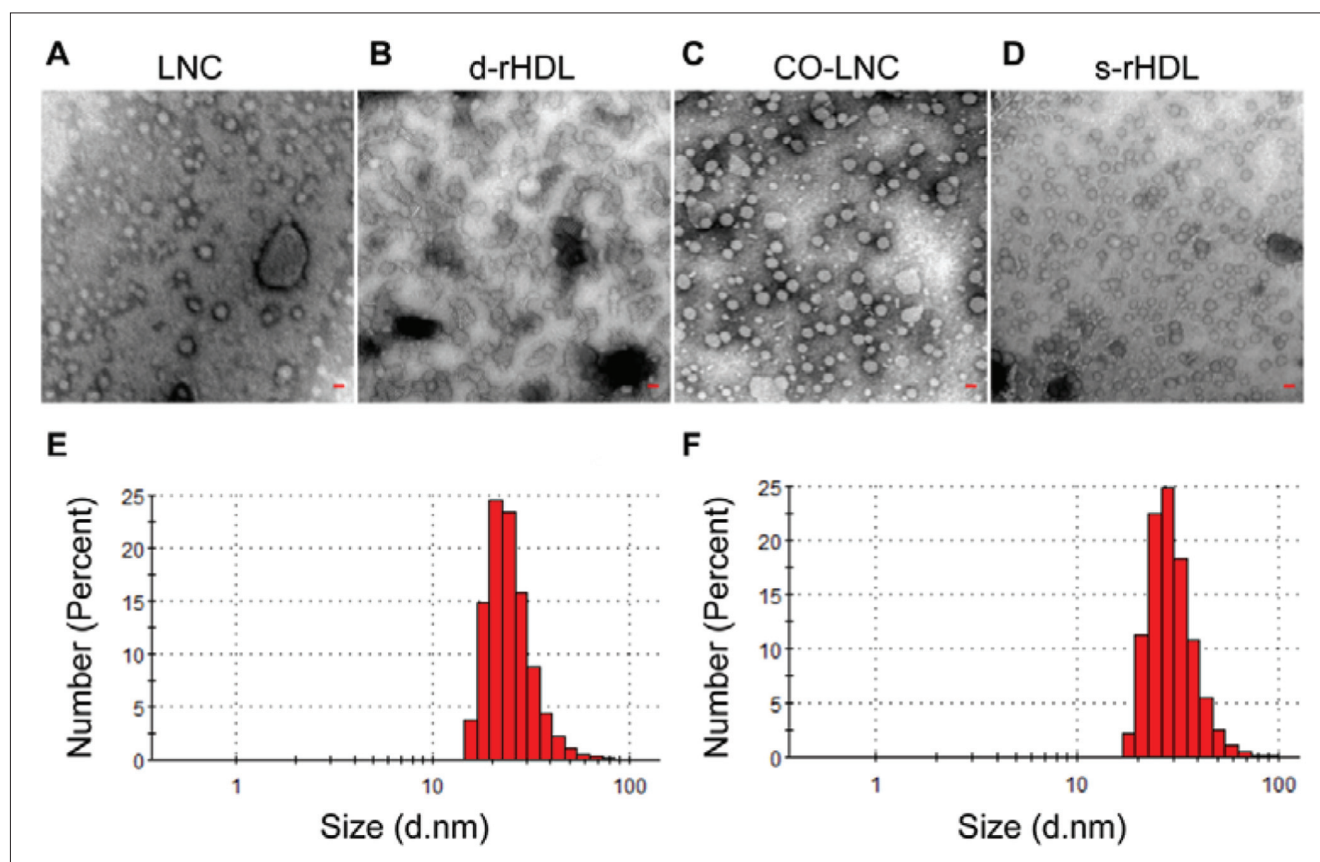 A
LNC
B
d-rHDL
C
CO-LNC
D
s-rHDL
E
25
20
15
10
5
0
Number (Percent)
1
10
100
Size (d.nm)
F
25
20
15
10
5
0
Number (Percent)
1
10
100
Size (d.nm)